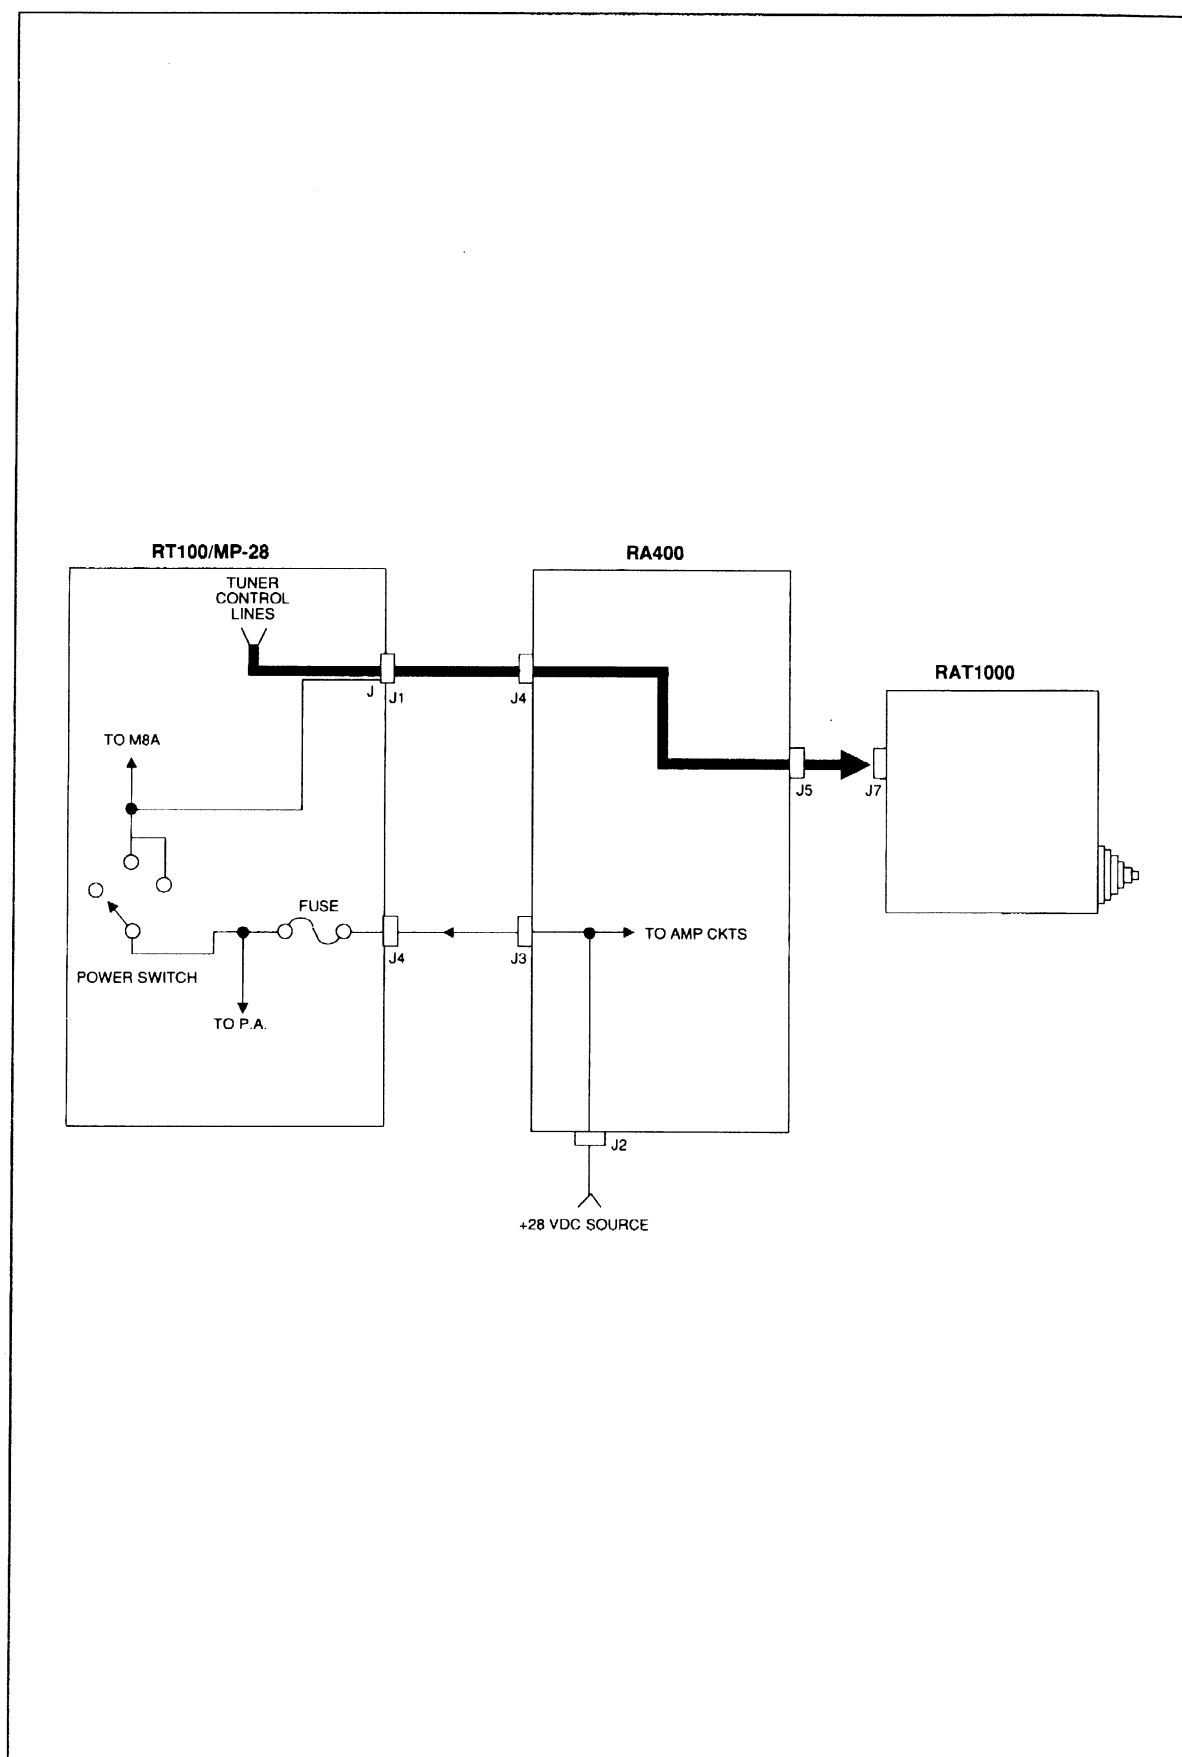 RT100/MP-28
RA400
TUNER
CONTROL
LINES
RAT1000
J
J1
J4
TO M8A
J5
J7
FUSE
TO AMP CKTS
J4
J3
POWER SWITCH
TO P.A.
J2
+28 VDC SOURCE